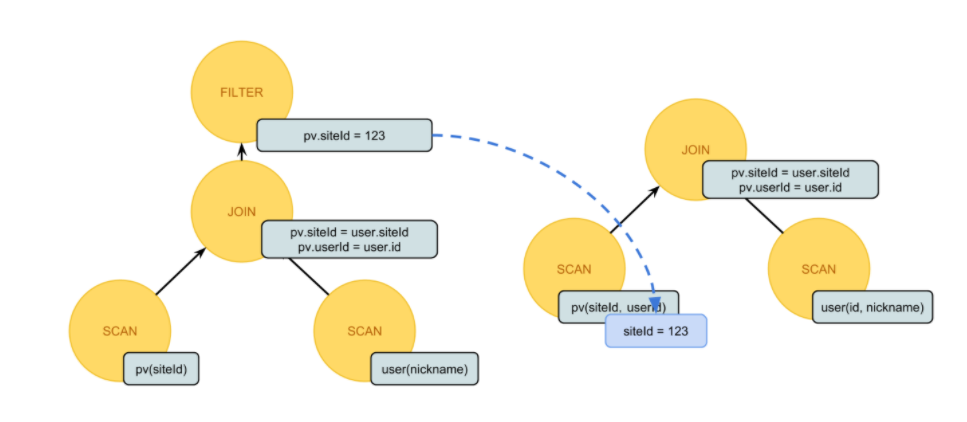 FILTER
pv.siteId = 123
JOIN
pv.siteId = user.siteId
pv.userId = user.id
SCAN
pv(siteId)
SCAN
user(nickname)
JOIN
pv.siteId = user.siteId
pv.userId = user.id
SCAN
pv(siteId, userId)
siteId = 123
SCAN
user(id, nickname)